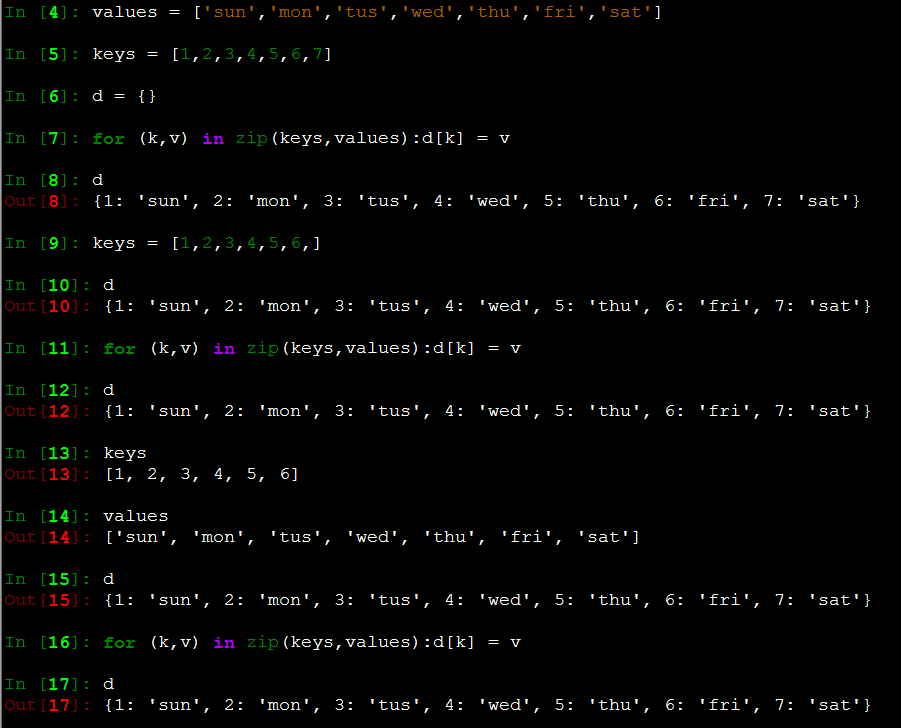 In [4]: values = ['sun','mon','tus','wed','thu','fri','sat']
In [5]: keys = [1,2,3,4,5,6,7]
In [6]: d = {}
In [7]: for (k,v) in zip(keys,values):d[k] = v
In [8]: d
Out[8]: {1: 'sun', 2: 'mon', 3: 'tus', 4: 'wed', 5: 'thu', 6: 'fri', 7: 'sat'}
In [9]: keys = [1,2,3,4,5,6,]
In [10]: d
Out[10]: {1: 'sun', 2: 'mon', 3: 'tus', 4: 'wed', 5: 'thu', 6: 'fri', 7: 'sat'}
In [11]: for (k,v) in zip(keys,values):d[k] = v
In [12]: d
Out[12]: {1: 'sun', 2: 'mon', 3: 'tus', 4: 'wed', 5: 'thu', 6: 'fri', 7: 'sat'}
In [13]: keys
Out[13]: [1, 2, 3, 4, 5, 6]
In [14]: values
Out[14]: ['sun', 'mon', 'tus', 'wed', 'thu', 'fri', 'sat']
In [15]: d
Out[15]: {1: 'sun', 2: 'mon', 3: 'tus', 4: 'wed', 5: 'thu', 6: 'fri', 7: 'sat'}
In [16]: for (k,v) in zip(keys,values):d[k] = v
In [17]: d
Out[17]: {1: 'sun', 2: 'mon', 3: 'tus', 4: 'wed', 5: 'thu', 6: 'fri', 7: 'sat'}